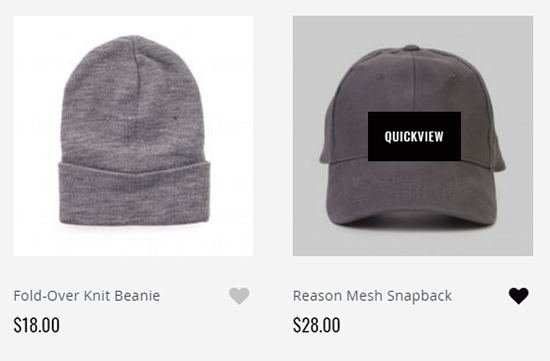 QUICKVIEW
Fold-Over Knit Beanie
$18.00
Reason Mesh Snapback
$28.00